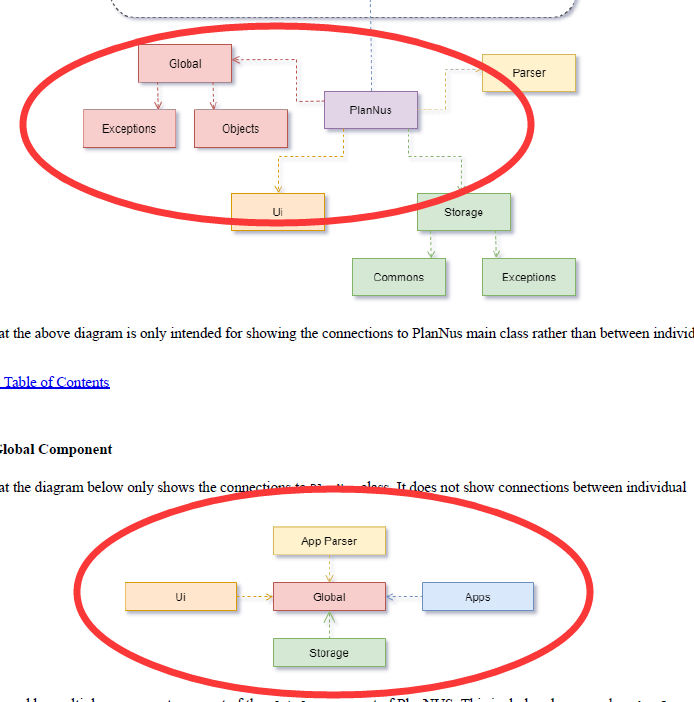 Global
Parser
PlanNus
Exceptions
Objects
Ui
Storage
Commons
Exceptions
at the above diagram is only intended for showing the connections to PlanNus main class rather than between individ
Table of Contents
Global Component
at the diagram below only shows the connections to class. It does not show connections between individual
App Parser
Ui
Global
Apps
Storage